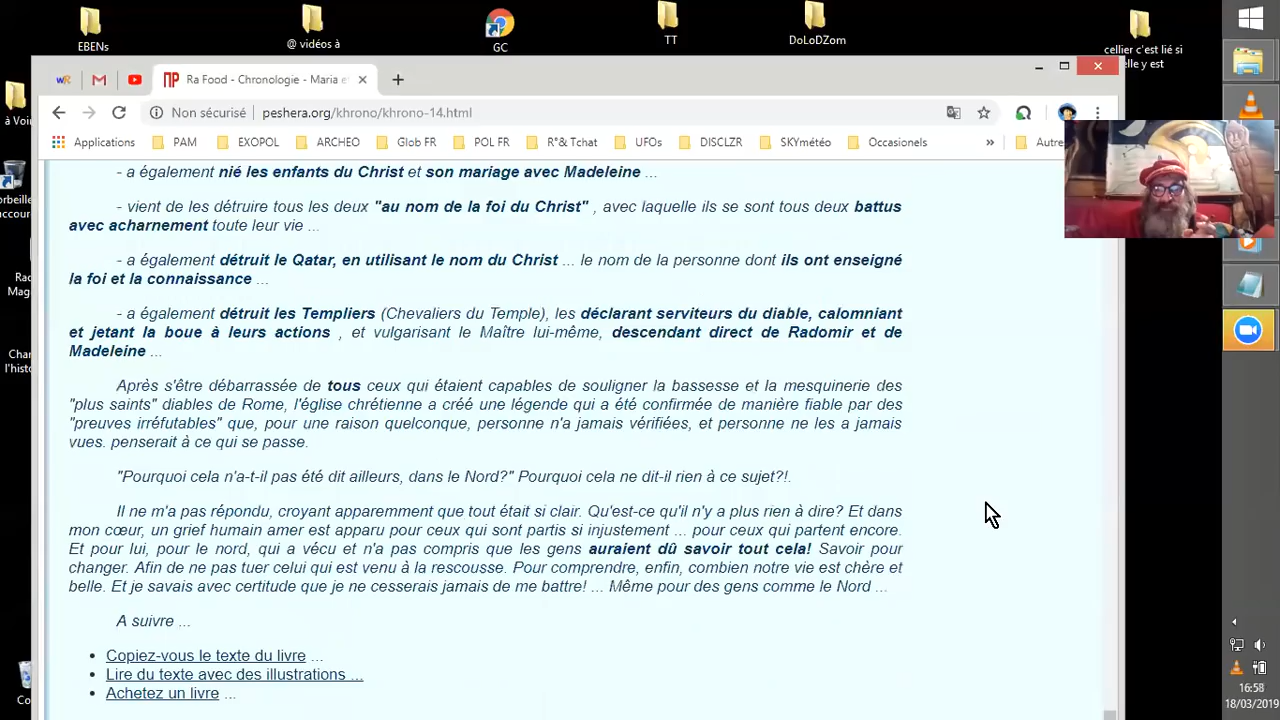 EBENs
@ vidéos à
GC
TT
DoLoDZom
cellier c'est lié si
elle y est
Ra Food - Chronologie - Maria e
Non sécurisé
peshera.org/khrono/khrono-14.html
Applications PAM EXOPOL ARCHEO Glob FR POL FR R°& Tchat UFOs DISCLZR SKYmétéo Occasionels » Autre
à Voir
- a également nié les enfants du Christ et son mariage avec Madeleine ...
- vient de les détruire tous les deux "au nom de la foi du Christ" , avec laquelle ils se sont tous deux battus
avec acharnement toute leur vie ...
- a également détruit le Qatar, en utilisant le nom du Christ ... le nom de la personne dont ils ont enseigné
la foi et la connaissance ...
- a également détruit les Templiers (Chevaliers du Temple), les déclarant serviteurs du diable, calomniant
et jetant la boue à leurs actions , et vulgarisant le Maître lui-même, descendant direct de Radomir et de
Madeleine ...
Après s'être débarrassée de tous ceux qui étaient capables de souligner la bassesse et la mesquinerie des
"plus saints" diables de Rome, l'église chrétienne a créé une légende qui a été confirmée de manière fiable par des
"preuves irréfutables" que, pour une raison quelconque, personne n'a jamais vérifiées, et personne ne les a jamais
vues. penserait à ce qui se passe.
"Pourquoi cela n'a-t-il pas été dit ailleurs, dans le Nord?" Pourquoi cela ne dit-il rien à ce sujet?!.
Il ne m'a pas répondu, croyant apparemment que tout était si clair. Qu'est-ce qu'il n'y a plus rien à dire? Et dans
mon cœur, un grief humain amer est apparu pour ceux qui sont partis si injustement ... pour ceux qui partent encore.
Et pour lui, pour le nord, qui a vécu et n'a pas compris que les gens auraient dû savoir tout cela! Savoir pour
changer. Afin de ne pas tuer celui qui est venu à la rescousse. Pour comprendre, enfin, combien notre vie est chère et
belle. Et je savais avec certitude que je ne cesserais jamais de me battre! ... Même pour des gens comme le Nord ...
A suivre ...
Copiez-vous le texte du livre ...
Lire du texte avec des illustrations ...
Achetez un livre ...
16:58
18/03/2019